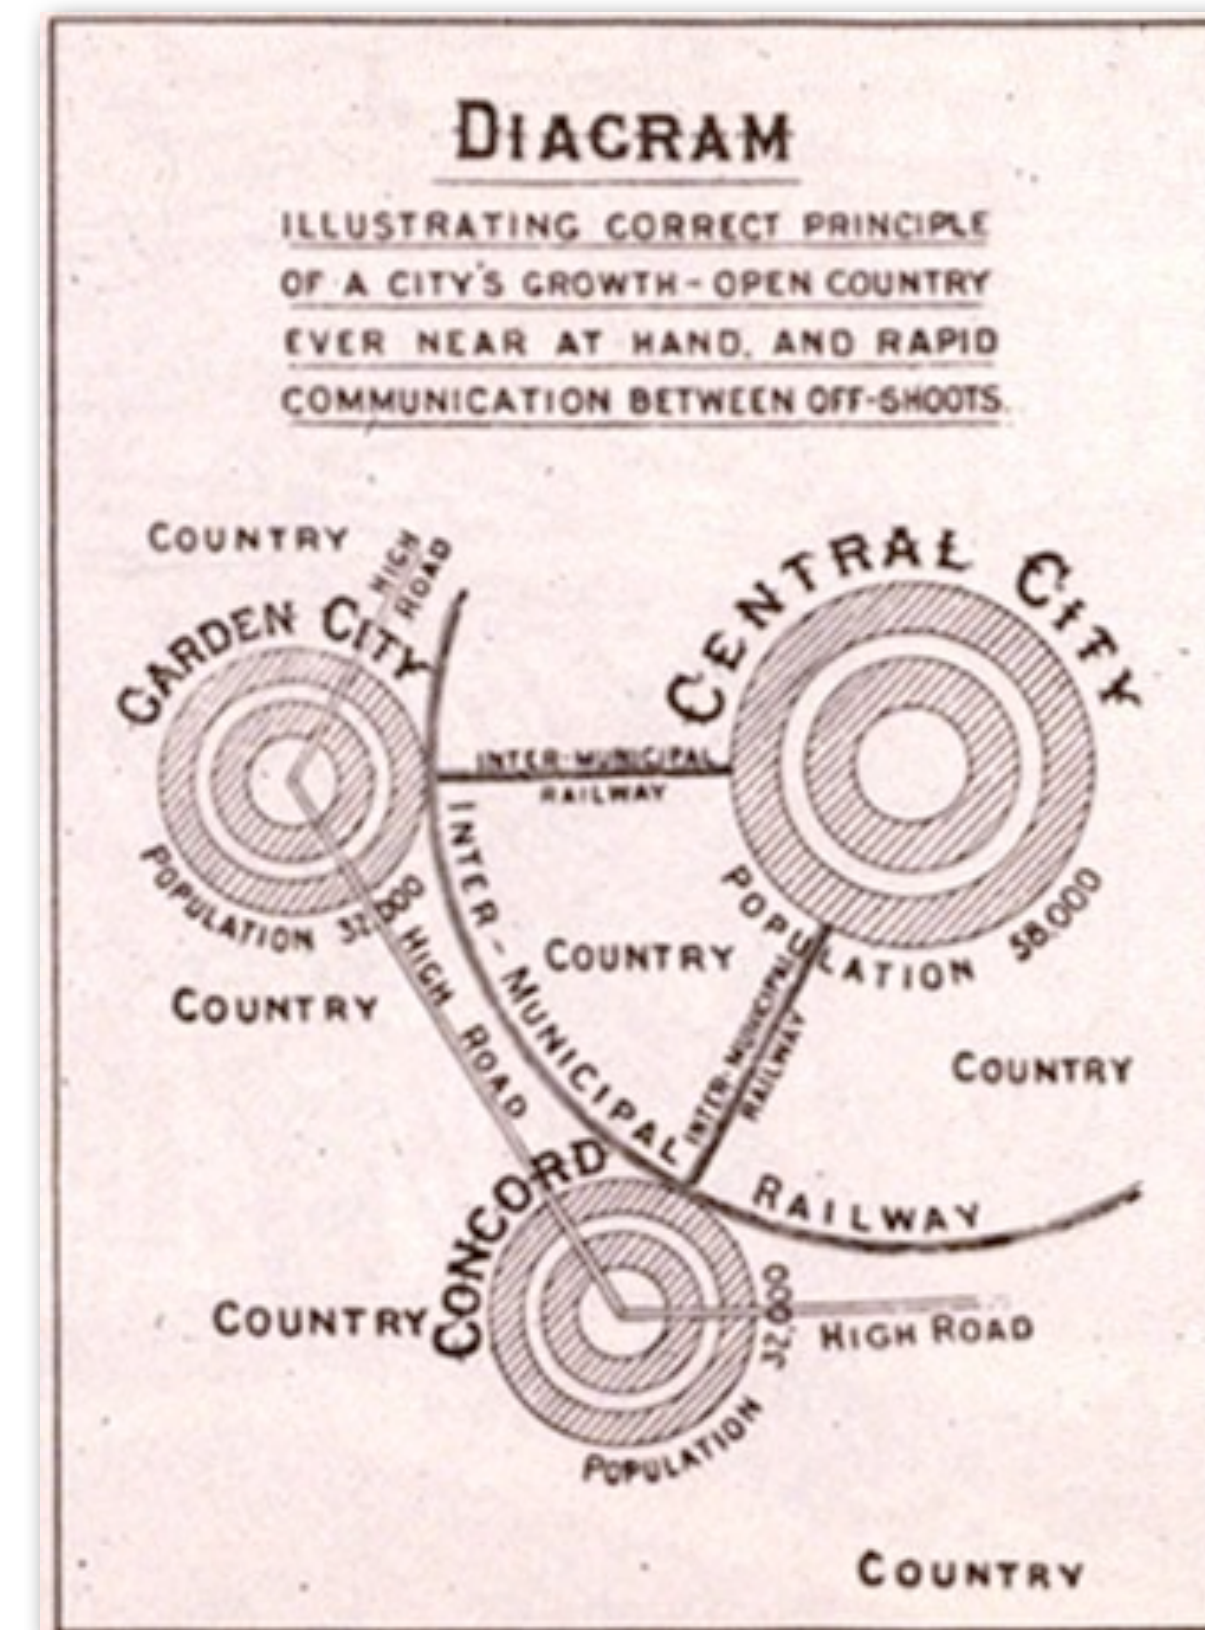 DIAGRAM
ILLUSTRATING CORRECT PRINCIPLE
OF A CITY'S GROWTH - OPEN COUNTRY
EVER NEAR AT HAND, AND RAPID
COMMUNICATION BETWEEN OFF-SHOOTS.
COUNTRY
HIGH
ROAD
GARDEN CITY
CENTRAL CITY
INTER-MUNICIPAL
RAILWAY
POPULATION 32,000
POPULATION 58,000
HIGH ROAD
INTER-MUNICIPAL RAILWAY
COUNTRY
COUNTRY
INTER-MUNICIPAL
RAILWAY
COUNTRY
CONCORD
COUNTRY
HIGH ROAD
POPULATION 32,000
COUNTRY